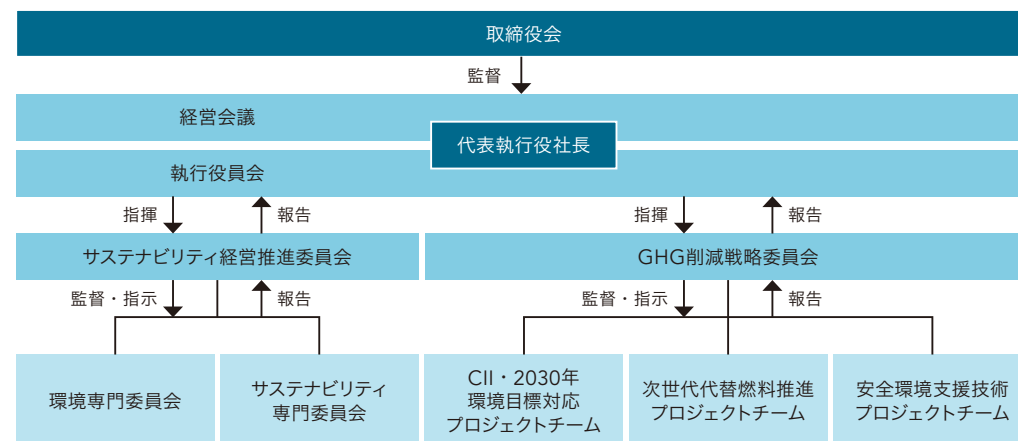 取締役会
監督
経営会議
代表執行役社長
執行役員会
指揮
報告
指揮
報告
サステナビリティ経営推進委員会
GHG削減戦略委員会
監督・指示
報告
監督・指示
報告
環境専門委員会
サステナビリティ
専門委員会
CII・2030年
環境目標対応
プロジェクトチーム
次世代代替燃料推進
プロジェクトチーム
安全環境支援技術
プロジェクトチーム